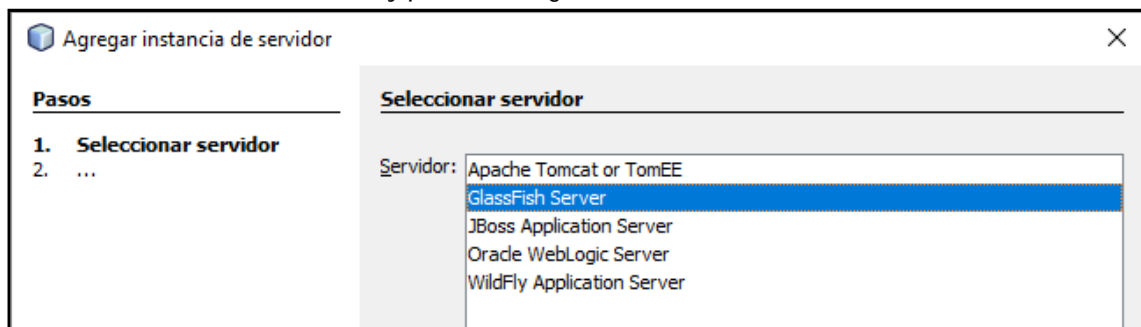 Agregar instancia de servidor
Pasos
1. Seleccionar servidor
2. ...
Seleccionar servidor
Servidor:
Apache Tomcat or TomEE
GlassFish Server
JBoss Application Server
Oracle WebLogic Server
WildFly Application Server